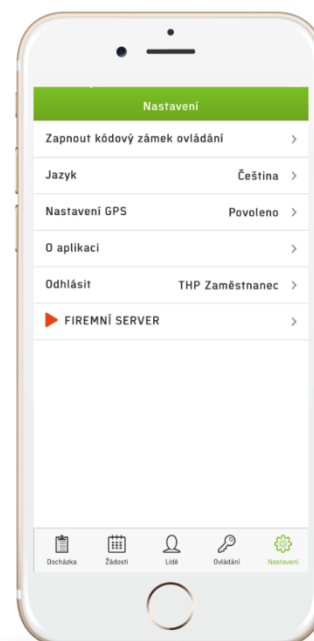 Nastavení
Zapnout kódový zámek ovládání
Jazyk Čeština
Nastavení GPS Povoleno
O aplikaci
Odhlásit THP Zaměstnanec
FIREMNÍ SERVER
Docházka Žádosti Lidé Ovládání Nastavení